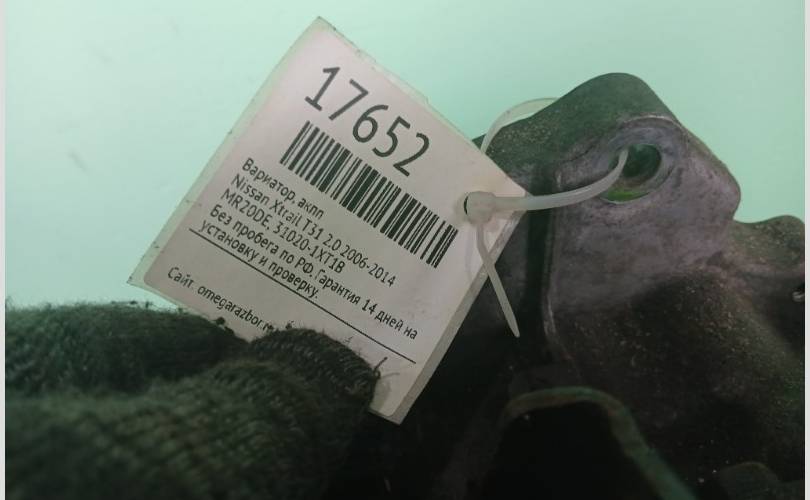 17652
Вариатор, акпп
Nissan Xtrail T31 2.0 2006-2014
MR20DE, 31020-1XT1B
Без пробега по РФ. Гарантия 14 дней на
установку и проверку.
Сайт: omegarazbor.